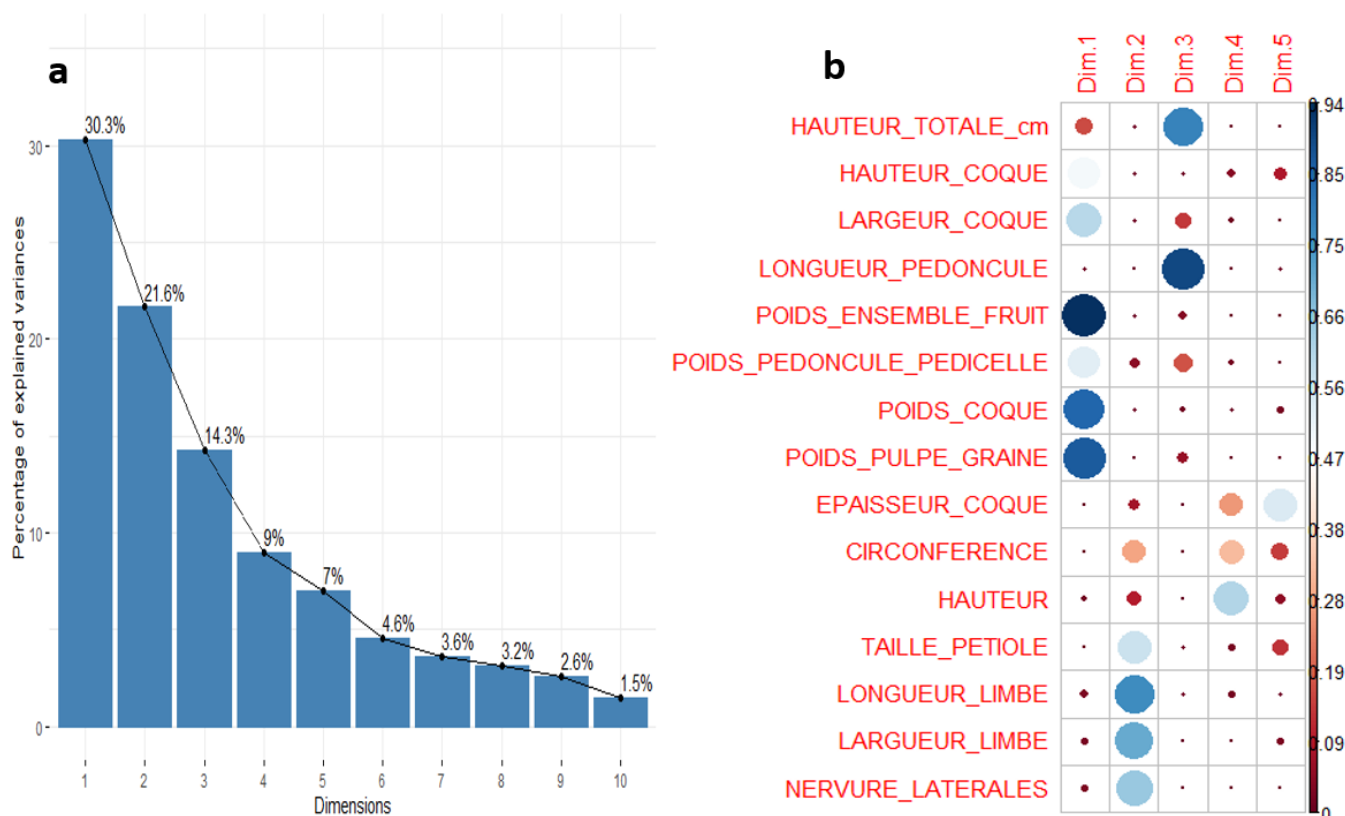 a
Percentage of explained variances
30
20
10
0
30.3%
21.6%
14.3%
9%
7%
4.6%
3.6%
3.2%
2.6%
1.5%
1 2 3 4 5 6 7 8 9 10
Dimensions
b
Dim.1 Dim.2 Dim.3 Dim.4 Dim.5
HAUTEUR_TOTALE_cm
HAUTEUR_COQUE
LARGEUR_COQUE
LONGUEUR_PEDONCULE
POIDS_ENSEMBLE_FRUIT
POIDS_PEDONCULE_PEDICELLE
POIDS_COQUE
POIDS_PULPE_GRAINE
EPAISSEUR_COQUE
CIRCONFERENCE
HAUTEUR
TAILLE_PETIOLE
LONGUEUR_LIMBE
LARGUEUR_LIMBE
NERVURE_LATERALES
0.94
0.85
0.75
0.66
0.56
0.47
0.38
0.28
0.19
0.09
0